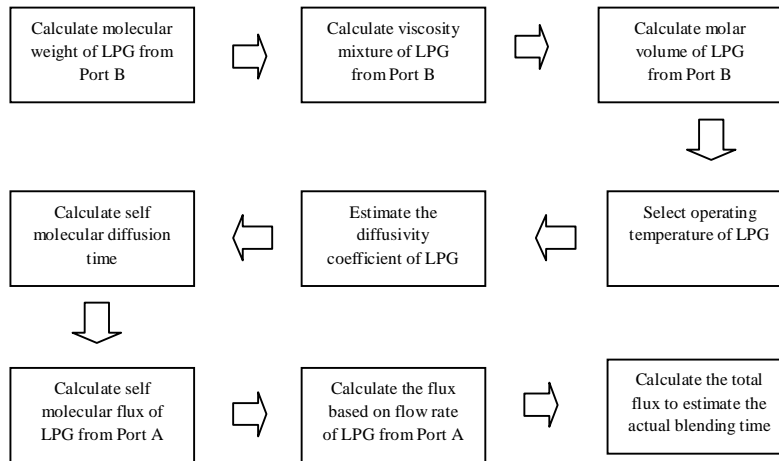 Calculate molecular
weight of LPG from
Port B
Calculate viscosity
mixture of LPG
from Port B
Calculate molar
volume of LPG
from Port B
Select operating
temperature of LPG
Estimate the
diffusivity
coefficient of LPG
Calculate self
molecular diffusion
time
Calculate self
molecular flux of
LPG from Port A
Calculate the flux
based on flow rate
of LPG from Port A
Calculate the total
flux to estimate the
actual blending time